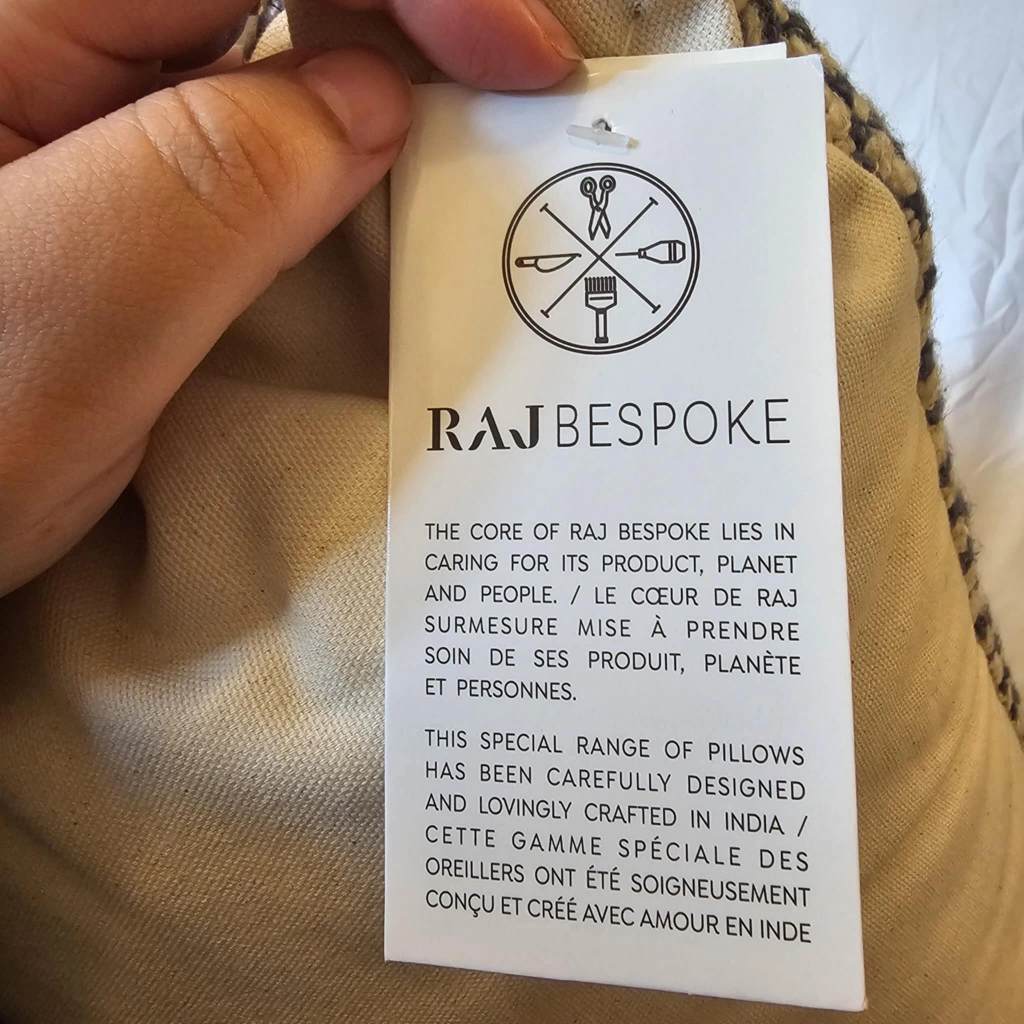 RAJ BESPOKE
THE CORE OF RAJ BESPOKE LIES IN
CARING FOR ITS PRODUCT, PLANET
AND PEOPLE. / LE CŒUR DE RAJ
SURMESURE MISE À PRENDRE
SOIN DE SES PRODUIT, PLANÈTE
ET PERSONNES.
THIS SPECIAL RANGE OF PILLOWS
HAS BEEN CAREFULLY DESIGNED
AND LOVINGLY CRAFTED IN INDIA /
CETTE GAMME SPÉCIALE DES
OREILLERS ONT ÉTÉ SOIGNEUSEMENT
CONÇU ET CRÉÉ AVEC AMOUR EN INDE